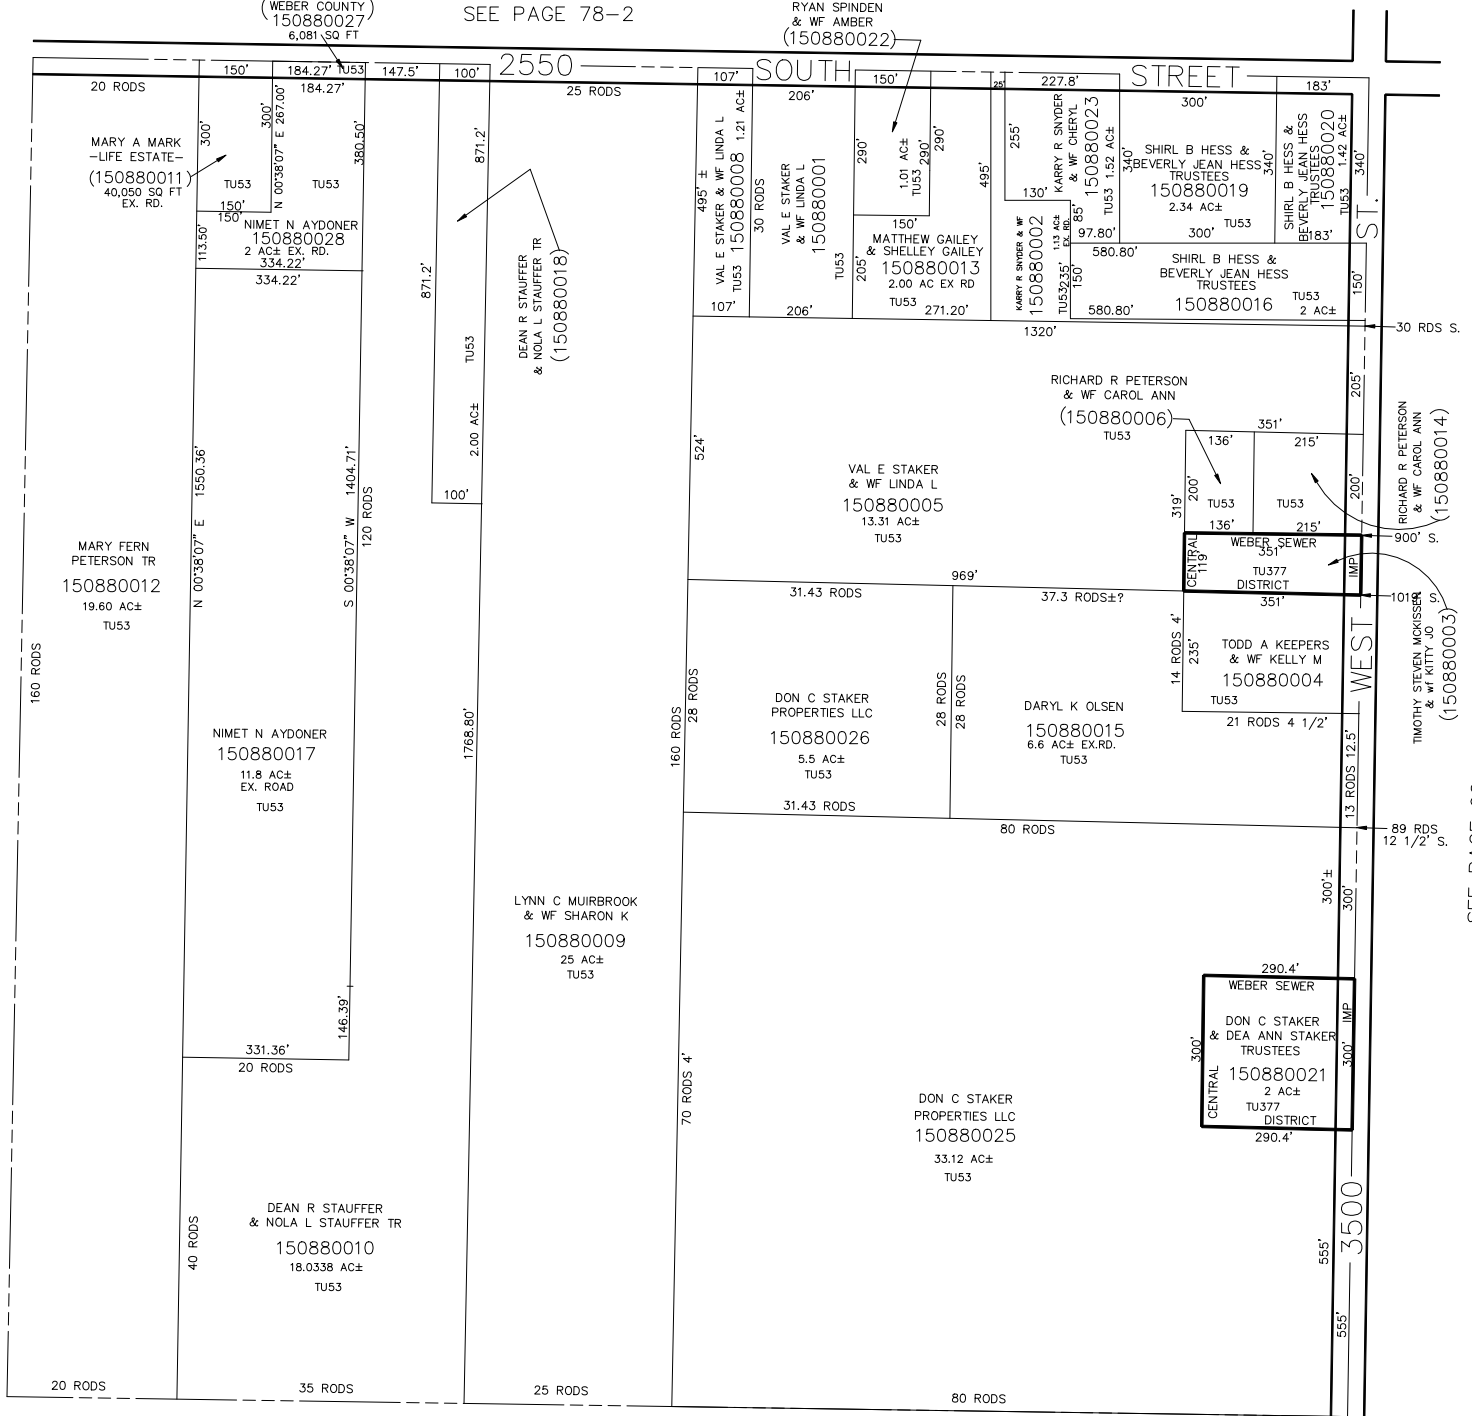 (WEBER COUNTY)
150880027
6,081 SQ FT
SEE PAGE 78-2
RYAN SPINDEN
& WF AMBER
(150880022)
2550
SOUTH
STREET
20 RODS
150'
184.27'
TU53
147.5'
100'
184.27'
25 RODS
107'
206'
150'
25'
227.8'
300'
183'
MARY A MARK
-LIFE ESTATE-
(150880011)
40,050 SQ FT
EX. RD.
300'
300'
N 00°38'07" E 267.00'
380.50'
TU53
TU53
150'
150'
113.50'
NIMET N AYDONER
150880028
2 AC± EX. RD.
334.22'
334.22'
871.2'
871.2'
DEAN R STAUFFER
& NOLA L STAUFFER TR
(150880018)
TU53
2.00 AC±
100'
495' ±
VAL E STAKER & WF LINDA L
TU53 150880008 1.21 AC±
107'
30 RODS
VAL E STAKER
& WF LINDA L
150880001
TU53
206'
290'
1.01 AC±
TU53
290'
290'
150'
MATTHEW GAILEY
& SHELLEY GAILEY
150880013
2.00 AC EX RD
TU53
205'
271.20'
495'
255'
130'
KARRY R SNYDER
& WF CHERYL
150880023
TU53 1.52 AC±
85'
97.80'
KARRY R SNYDER & WF
150880002
1.13 AC±
EX. RD.
TU53
235'
150'
340'
SHIRL B HESS &
BEVERLY JEAN HESS
TRUSTEES
150880019
2.34 AC±
TU53
300'
340'
SHIRL B HESS &
BEVERLY JEAN HESS
TRUSTEES
150880020
TU53 1.42 AC±
183'
340'
ST.
580.80'
SHIRL B HESS &
BEVERLY JEAN HESS
TRUSTEES
150880016
TU53
2 AC±
580.80'
150'
1320'
30 RDS S.
205'
RICHARD R PETERSON
& WF CAROL ANN
(150880006)
TU53
351'
136'
215'
200'
TU53
TU53
200'
136'
215'
319'
RICHARD R PETERSON
& WF CAROL ANN
(150880014)
524'
VAL E STAKER
& WF LINDA L
150880005
13.31 AC±
TU53
969'
CENTRAL
119'
WEBER SEWER
351'
TU377
DISTRICT
IMP
351'
900' S.
1019' S.
TIMOTHY STEVEN MCKISSEN
& wf KITTY JO
(150880003)
N 00°38'07" E 1550.36'
S 00°38'07" W 1404.71'
120 RODS
MARY FERN
PETERSON TR
150880012
19.60 AC±
TU53
160 RODS
31.43 RODS
37.3 RODS±?
14 RODS 4'
235'
TODD A KEEPERS
& WF KELLY M
150880004
TU53
21 RODS 4 1/2'
WEST
28 RODS
DON C STAKER
PROPERTIES LLC
150880026
5.5 AC±
TU53
31.43 RODS
28 RODS
28 RODS
DARYL K OLSEN
150880015
6.6 AC± EX.RD.
TU53
13 RODS 12.5'
NIMET N AYDONER
150880017
11.8 AC±
EX. ROAD
TU53
1768.80'
160 RODS
80 RODS
89 RDS
12 1/2' S.
300'±
300'
LYNN C MUIRBROOK
& WF SHARON K
150880009
25 AC±
TU53
290.4'
WEBER SEWER
DON C STAKER
& DEA ANN STAKER
TRUSTEES
150880021
2 AC±
TU377
DISTRICT
CENTRAL
IMP
300'
300'
290.4'
146.39'
331.36'
20 RODS
70 RODS 4'
DON C STAKER
PROPERTIES LLC
150880025
33.12 AC±
TU53
DEAN R STAUFFER
& NOLA L STAUFFER TR
150880010
18.0338 AC±
TU53
40 RODS
3500
555'
555'
20 RODS
35 RODS
25 RODS
80 RODS